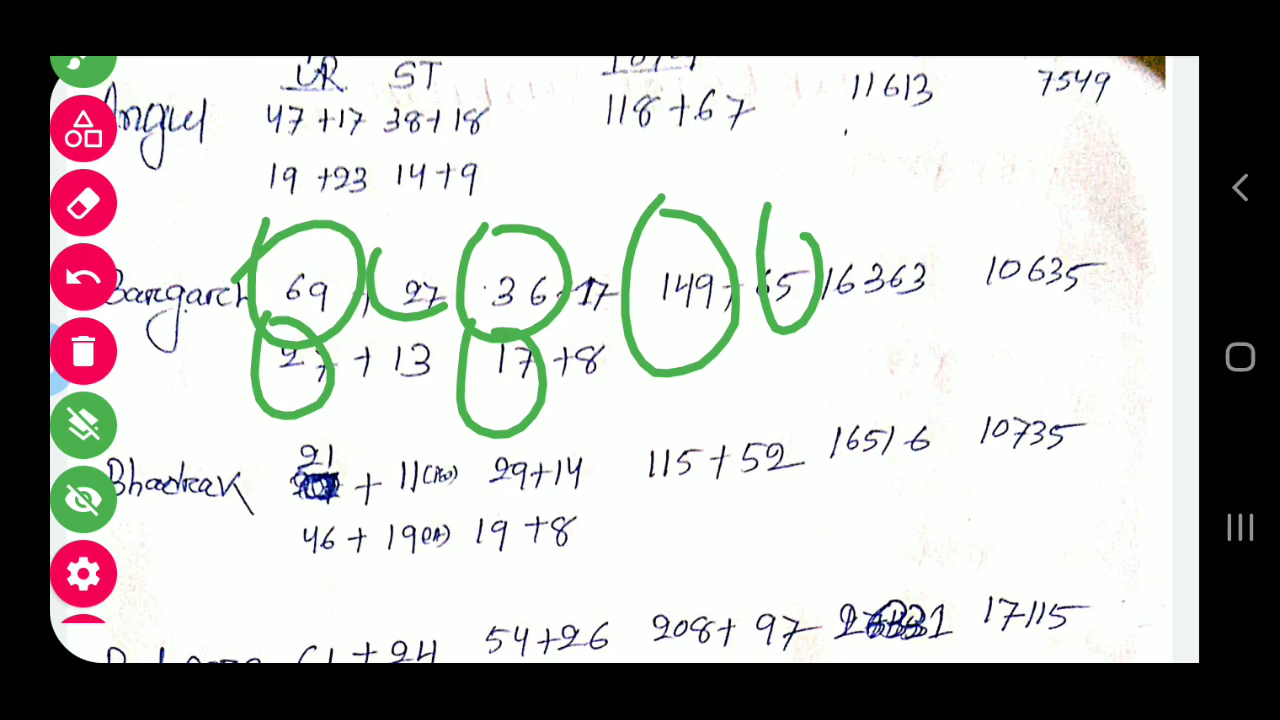 UR ST Total
Angul 47+17 38+18 118+67 11613 7549
19+23 14+9
Bargarh 69+27 36+17 149+65 16363 10635
27+13 17+8
21
Bhadrak + 11 29+14 115+52 16516 10735
46+19 19+8
61+24 54+26 208+97 17115